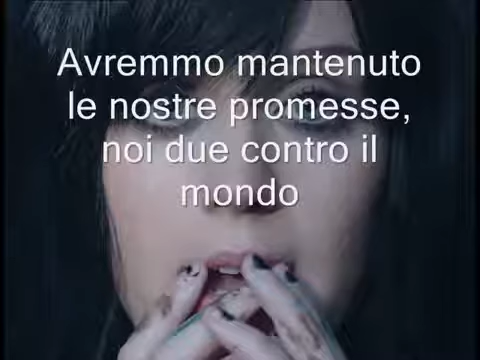 Avremmo mantenuto
le nostre promesse,
noi due contro il
mondo